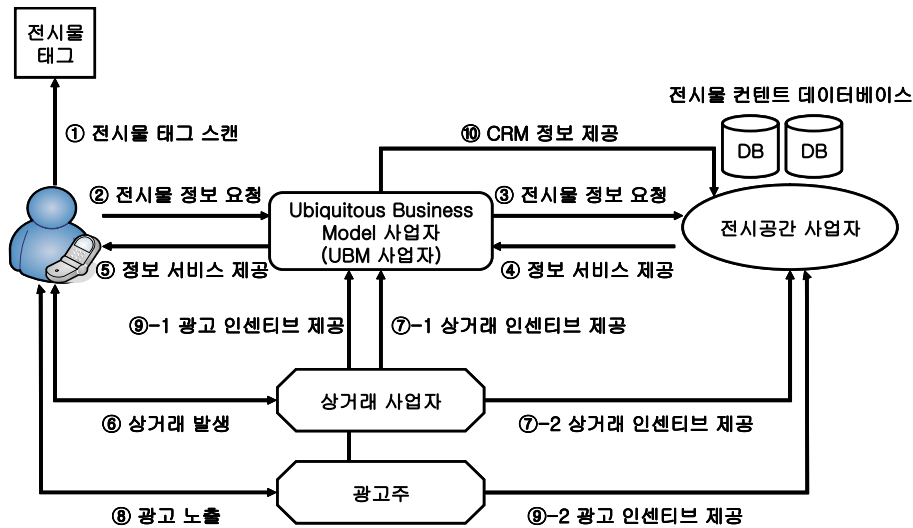 전시물
태그
전시물 컨텐트 데이터베이스
① 전시물 태그 스캔
⑩ CRM 정보 제공
DB
DB
② 전시물 정보 요청
Ubiquitous Business
Model 사업자
(UBM 사업자)
③ 전시물 정보 요청
전시공간 사업자
⑤ 정보 서비스 제공
④ 정보 서비스 제공
⑨-1 광고 인센티브 제공
⑦-1 상거래 인센티브 제공
상거래 사업자
⑥ 상거래 발생
⑦-2 상거래 인센티브 제공
광고주
⑧ 광고 노출
⑨-2 광고 인센티브 제공